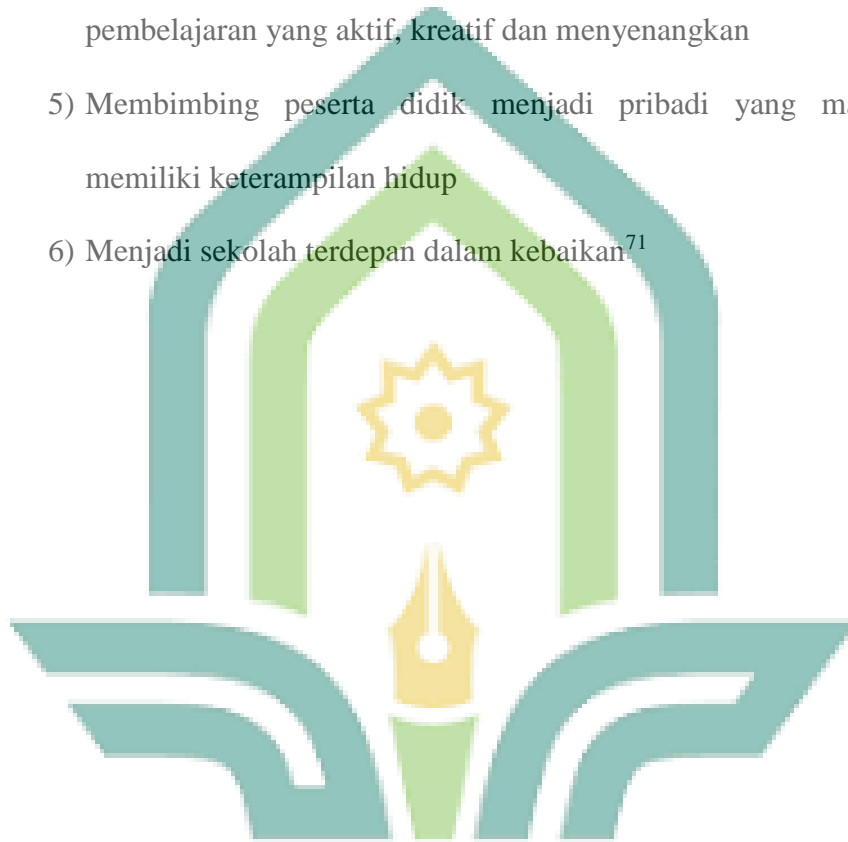 pembelajaran yang aktif, kreatif dan menyenangkan
5) Membimbing peserta didik menjadi pribadi yang
memiliki keterampilan hidup
6) Menjadi sekolah terdepan dalam kebaikan71